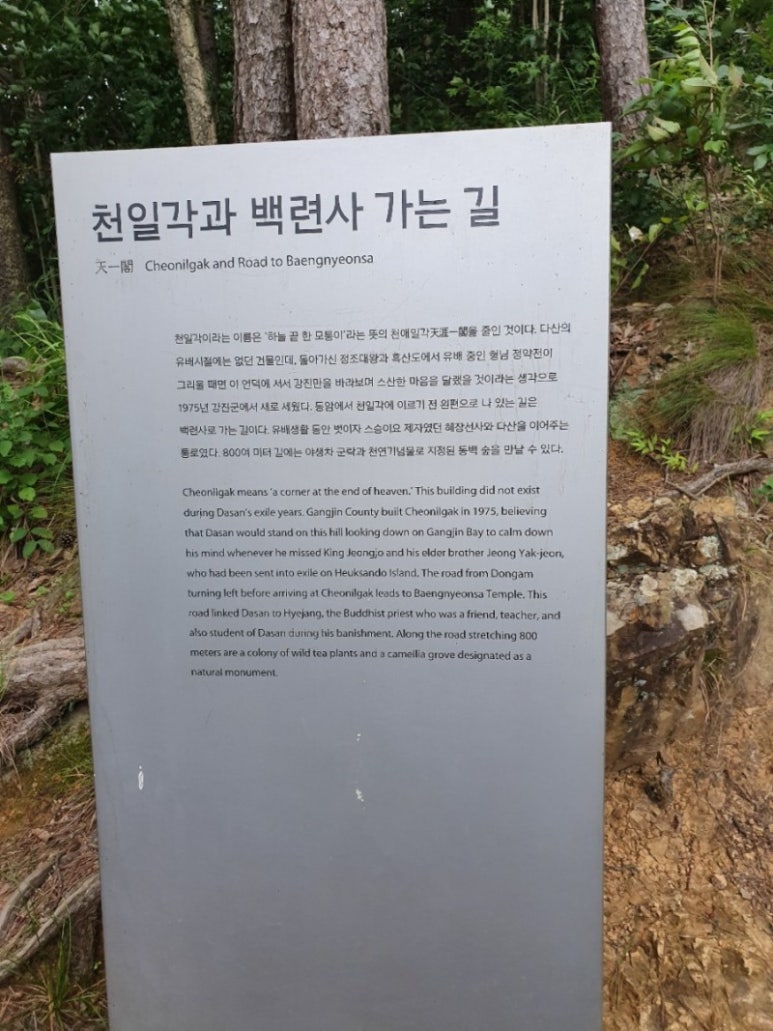 천일각과 백련사 가는 길
天一閣 Cheonilgak and Road to Baengnyeonsa
천일각이라는 이름은 '하늘 끝 한 모퉁이'라는 뜻의 천애일각天涯一閣을 줄인 것이다. 다산의
유배시절에는 없던 건물인데, 돌아가신 정조대왕과 흑산도에서 유배 중인 형님 정약전이
그리울 때면 이 언덕에 서서 강진만을 바라보며 스산한 마음을 달랬을 것이라는 생각으로
1975년 강진군에서 새로 세웠다. 동암에서 천일각에 이르기 전 왼편으로 나 있는 길은
백련사로 가는 길이다. 유배생활 동안 벗이자 스승이요 제자였던 혜장선사와 다산을 이어주는
통로였다. 800여 미터 길에는 야생차 군락과 천연기념물로 지정된 동백 숲을 만날 수 있다.
Cheonilgak means 'a corner at the end of heaven.' This building did not exist
during Dasan's exile years. Gangjin County built Cheonilgak in 1975, believing
that Dasan would stand on this hill looking down on Gangjin Bay to calm down
his mind whenever he missed King Jeongjo and his elder brother Jeong Yak-jeon,
who had been sent into exile on Heuksando Island. The road from Dongam
turning left before arriving at Cheonilgak leads to Baengnyeonsa Temple. This
road linked Dasan to Hyejang, the Buddhist priest who was a friend, teacher, and
also student of Dasan during his banishment. Along the road stretching 800
meters are a colony of wild tea plants and a camellia grove designated as a
natural monument.